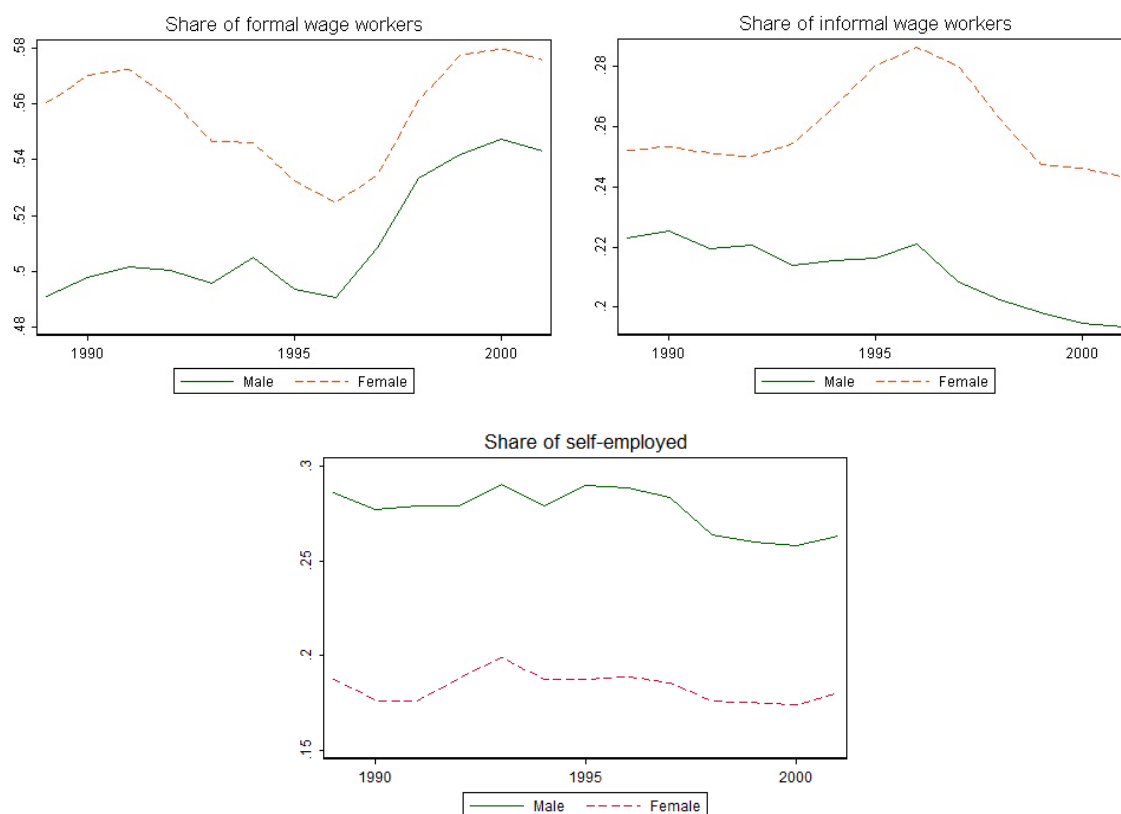 Share of formal wage workers
.58
.56
.54
.52
.5
.48
1990 1995 2000
Male Female
Share of informal wage workers
.28
.26
.24
.22
.2
1990 1995 2000
Male Female
Share of self-employed
.3
.25
.2
.15
1990 1995 2000
Male Female